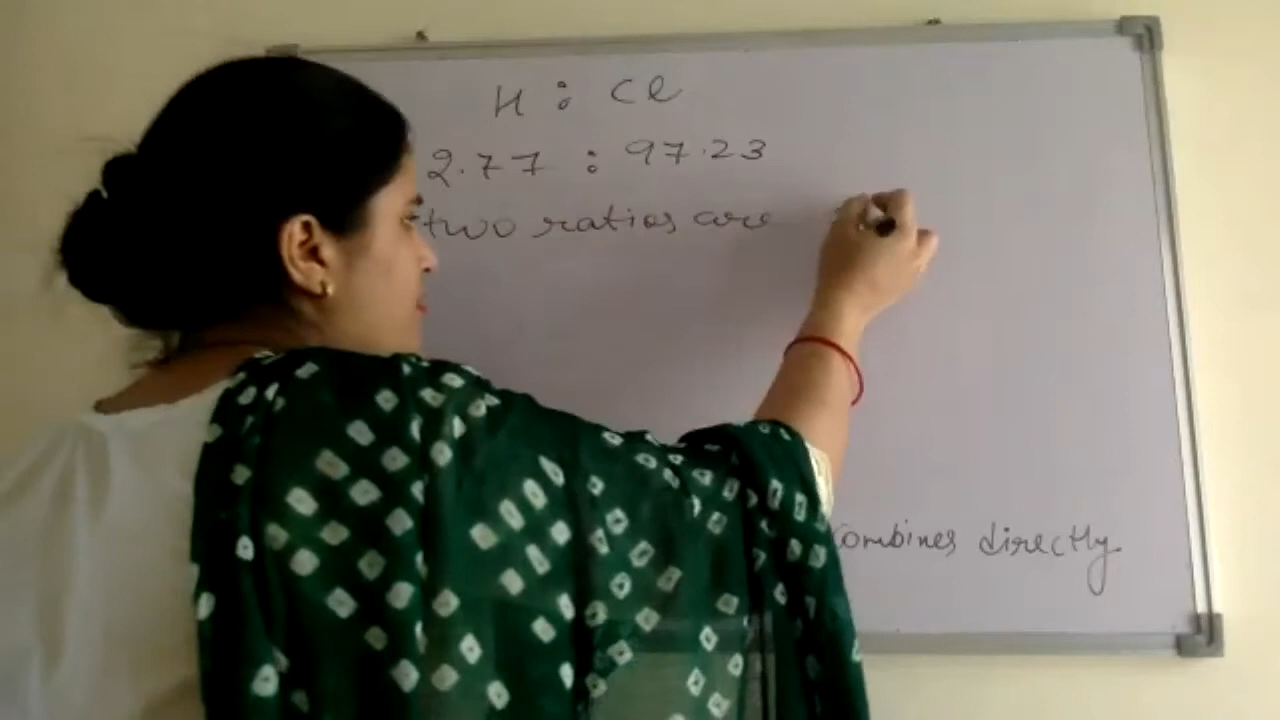 H : Cl
2.77 : 97.23
two ratios are
combines directly.